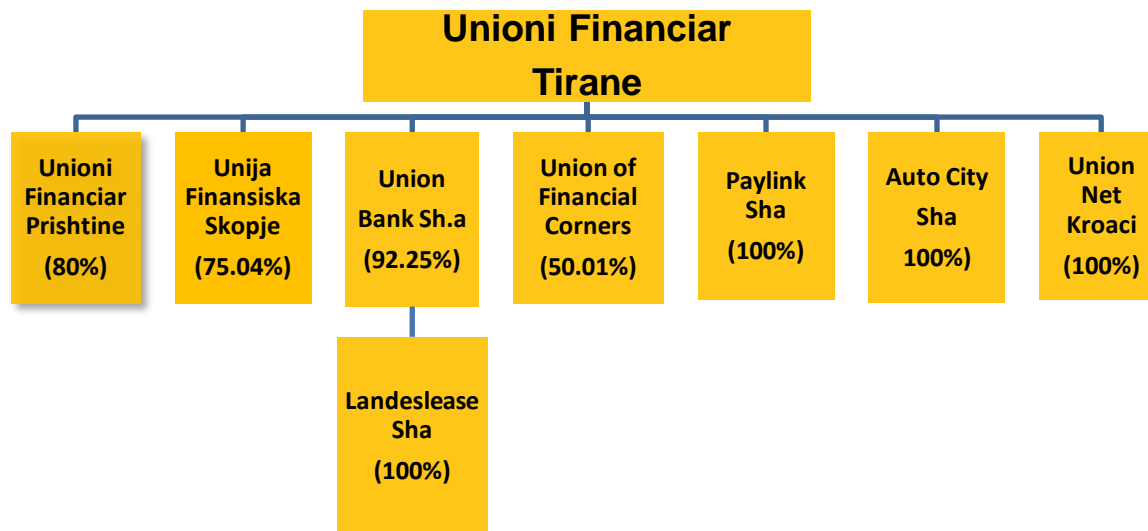 Unioni Financiar
Tirane
Unioni
Financiar
Prishtine
(80%)
Unija
Finansiska
Skopje
(75.04%)
Union
Bank Sh.a
(92.25%)
Union of
Financial
Corners
(50.01%)
Paylink
Sha
(100%)
Auto City
Sha
100%)
Union
Net
Kroaci
(100%)
Landeslease
Sha
(100%)